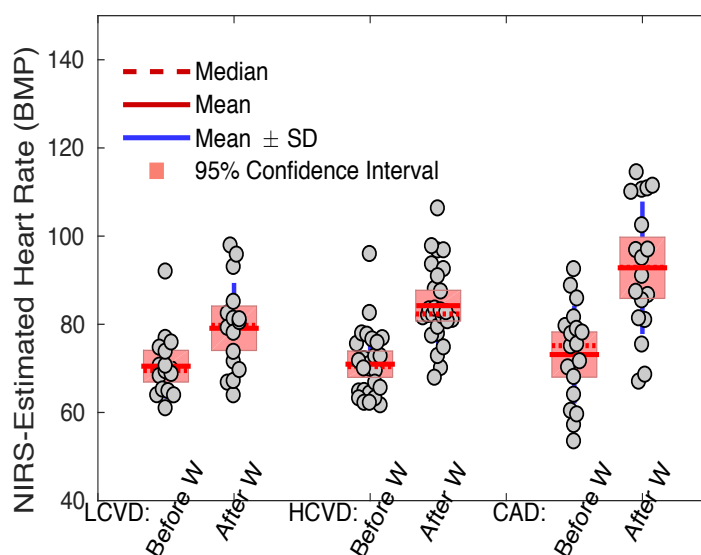 NIRS-Estimated Heart Rate (BMP)
140
120
100
80
60
40
Median
Mean
Mean ± SD
95% Confidence Interval
LCVD:
Before W
After W
HCVD:
Before W
After W
CAD:
Before W
After W